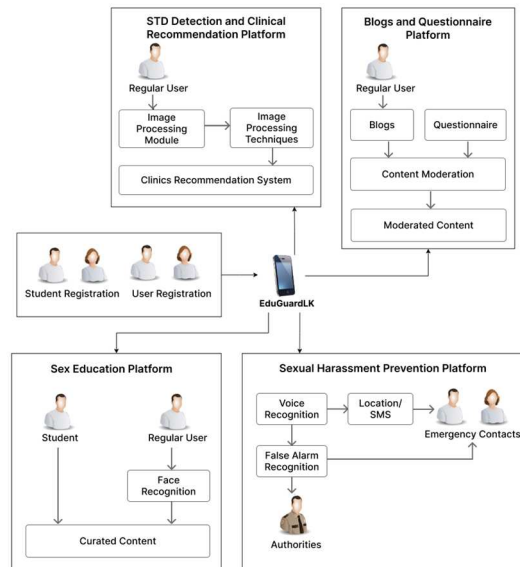 STD Detection and Clinical
Recommendation Platform
Regular User
Image
Processing
Module
Image
Processing
Techniques
Clinics Recommendation System
Blogs and Questionnaire
Platform
Regular User
Blogs
Questionnaire
Content Moderation
Moderated Content
Student Registration
User Registration
EduGuardLK
Sex Education Platform
Student
Regular User
Face
Recognition
Curated Content
Sexual Harassment Prevention Platform
Voice
Recognition
Location/
SMS
Emergency Contacts
False Alarm
Recognition
Authorities